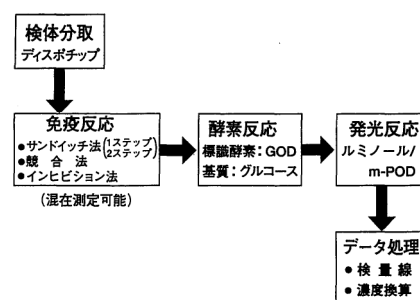 検体分取
ディスポチップ
免疫反応
●サンドイッチ法(1ステップ 2ステップ)
●競合法
●インヒビション法
(混在測定可能)
酵素反応
標識酵素：GOD
基質：グルコース
発光反応
ルミノール/
m-POD
データ処理
●検量線
●濃度換算